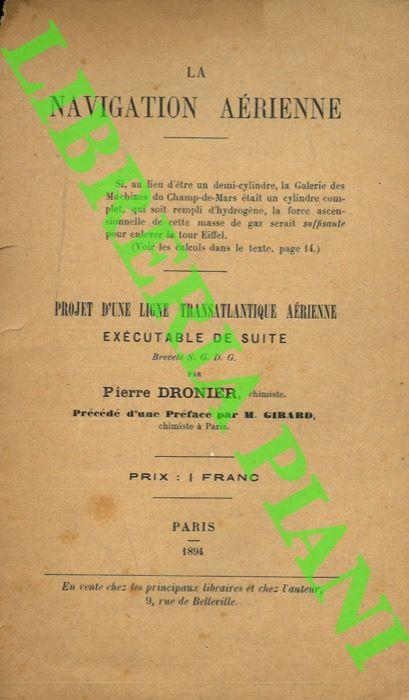 LA
NAVIGATION AÉRIENNE
Si, au lieu d'être un demi-cylindre, la Galerie des
Machines du Champ-de-Mars était un cylindre com-
plet, qui soit rempli d'hydrogène, la force ascen-
sionnelle de cette masse de gaz serait suffisante
pour enlever la tour Eiffel.
(Voir les calculs dans le texte, page 14.)
PROJET D'UNE LIGNE TRANSATLANTIQUE AÉRIENNE
EXÉCUTABLE DE SUITE
Breveté S. G. D. G.
PAR
Pierre DRONIER, chimiste.
Précédé d'une Préface par M. GIRARD,
chimiste à Paris.
PRIX : 1 FRANC
PARIS
1894
En vente chez les principaux libraires et chez l'auteur,
9, rue de Belleville.
LIBRERIA PIANI